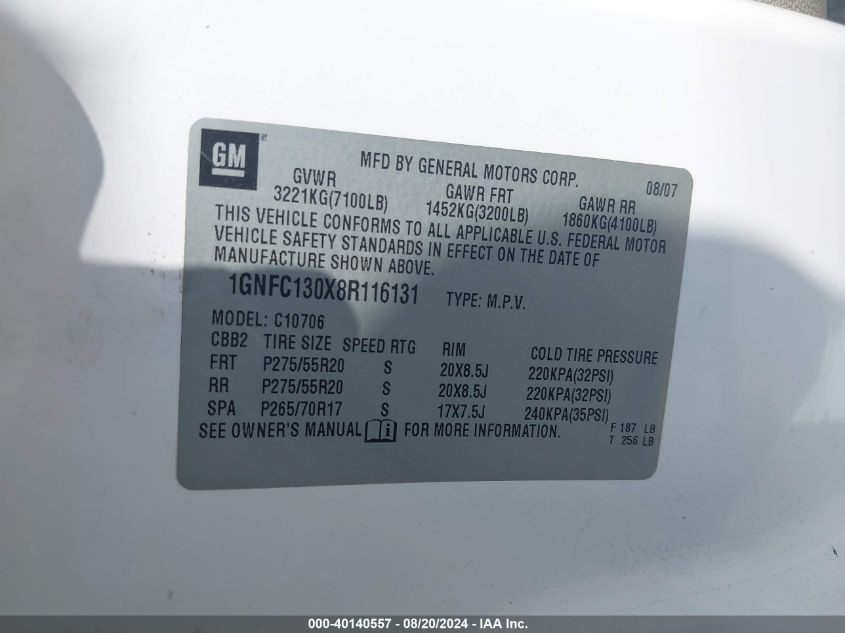 GM ®
MFD BY GENERAL MOTORS CORP. 08/07
GVWR GAWR FRT GAWR RR
3221KG(7100LB) 1452KG(3200LB) 1860KG(4100LB)
THIS VEHICLE CONFORMS TO ALL APPLICABLE U.S. FEDERAL MOTOR
VEHICLE SAFETY STANDARDS IN EFFECT ON THE DATE OF
MANUFACTURE SHOWN ABOVE.
1GNFC130X8R116131 TYPE: M.P.V.
MODEL: C10706
CBB2 TIRE SIZE SPEED RTG RIM COLD TIRE PRESSURE
FRT P275/55R20 S 20X8.5J 220KPA(32PSI)
RR P275/55R20 S 20X8.5J 220KPA(32PSI)
SPA P265/70R17 S 17X7.5J 240KPA(35PSI)
SEE OWNER'S MANUAL i FOR MORE INFORMATION.
F 187 LB
T 256 LB
000-40140557 - 08/20/2024 - IAAI.com.